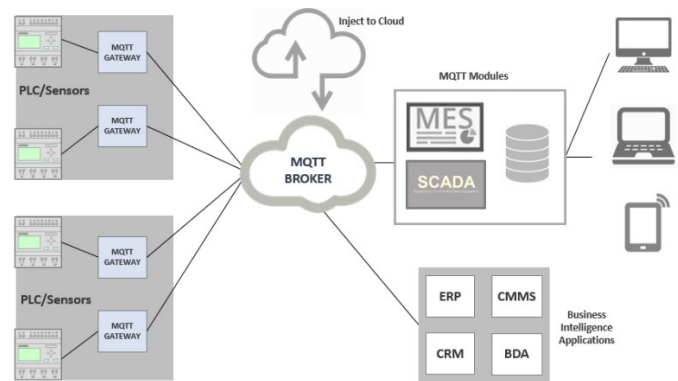 Inject to Cloud
MQTT
GATEWAY
PLC/Sensors
MQTT
GATEWAY
MQTT Modules
MES
SCADA
MQTT
BROKER
MQTT
GATEWAY
PLC/Sensors
MQTT
GATEWAY
ERP
CMMS
CRM
BDA
Business
Intelligence
Applications